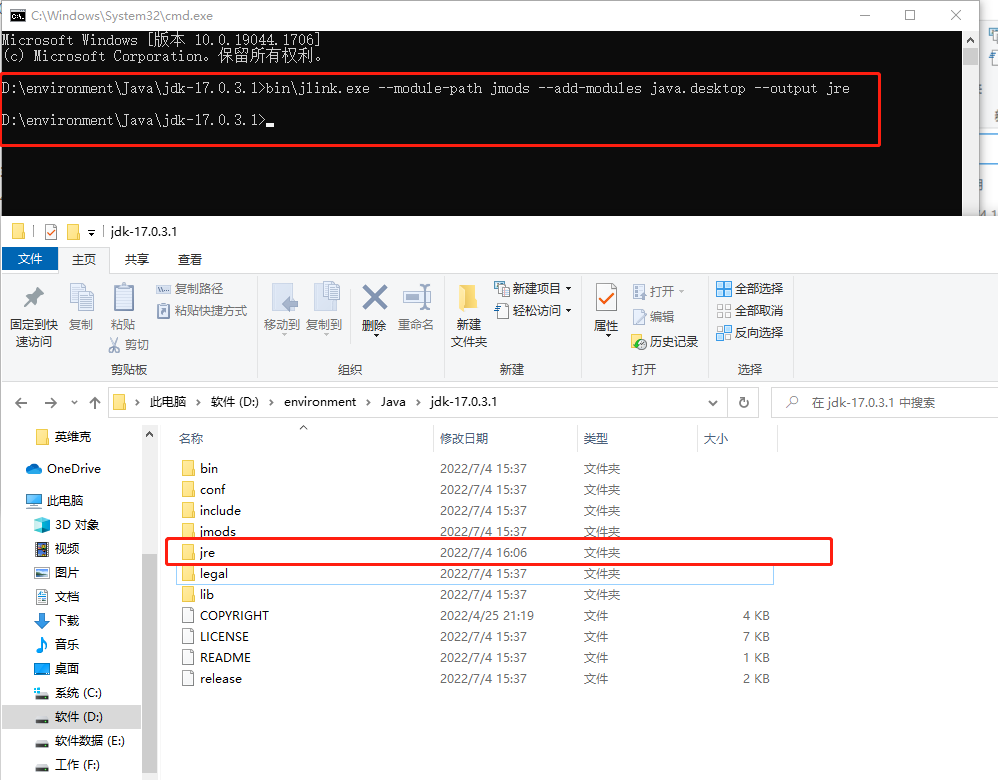 C:\Windows\System32\cmd.exe
Microsoft Windows [版本 10.0.19044.1706]
(c) Microsoft Corporation。保留所有权利。
D:\environment\Java\jdk-17.0.3.1>bin\jlink.exe --module-path jmods --add-modules java.desktop --output jre
D:\environment\Java\jdk-17.0.3.1>
jdk-17.0.3.1
文件 主页 共享 查看
固定到快速访问
复制
粘贴
复制路径
粘贴快捷方式
剪切
剪贴板
移动到 复制到 删除 重命名
组织
新建文件夹
新建项目
轻松访问
新建
属性
打开
编辑
历史记录
打开
全部选择
全部取消
反向选择
选择
此电脑 软件 (D:) environment Java jdk-17.0.3.1
在 jdk-17.0.3.1 中搜索
英维克
OneDrive
此电脑
3D 对象
视频
图片
文档
下载
音乐
桌面
系统 (C:)
软件 (D:)
软件数据 (E:)
工作 (F:)
名称 修改日期 类型 大小
bin 2022/7/4 15:37 文件夹
conf 2022/7/4 15:37 文件夹
include 2022/7/4 15:37 文件夹
jmods 2022/7/4 15:37 文件夹
jre 2022/7/4 16:06 文件夹
legal 2022/7/4 15:37 文件夹
lib 2022/7/4 15:37 文件夹
COPYRIGHT 2022/4/25 21:19 文件 4 KB
LICENSE 2022/7/4 15:37 文件 7 KB
README 2022/7/4 15:37 文件 1 KB
release 2022/7/4 15:37 文件 2 KB